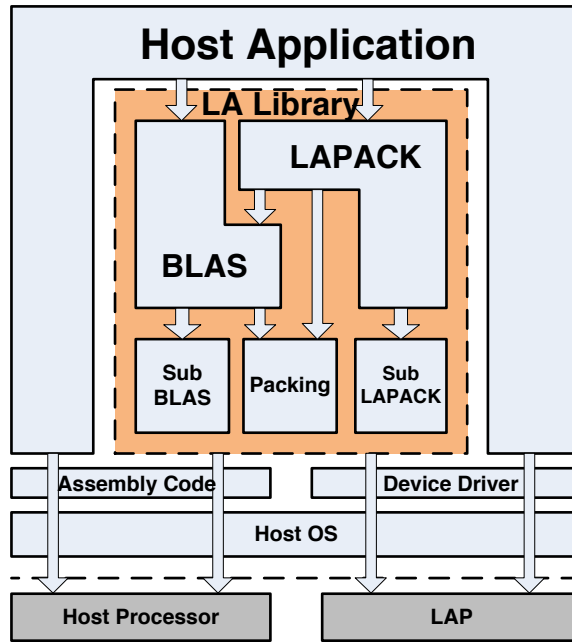 Host Application
LA Library
LAPACK
BLAS
Sub
BLAS
Packing
Sub
LAPACK
Assembly Code
Device Driver
Host OS
Host Processor
LAP